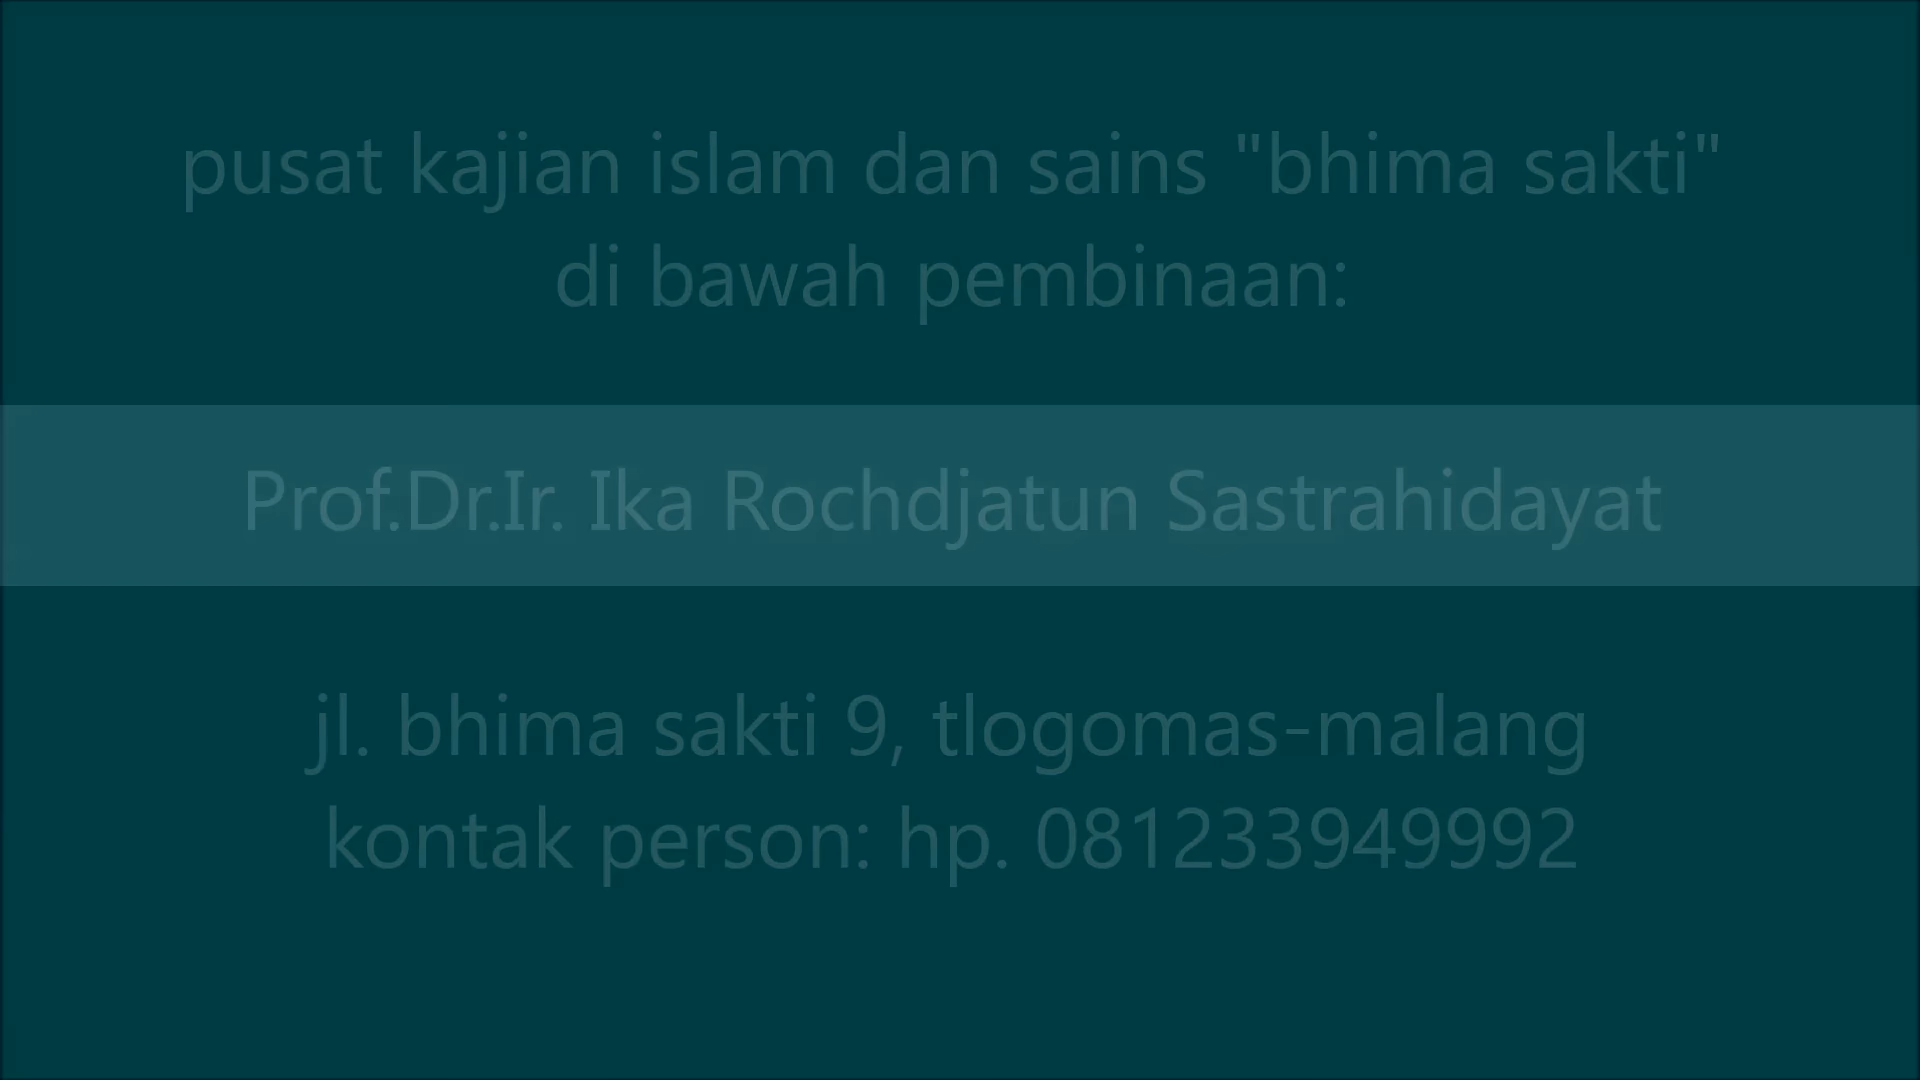 pusat kajian islam dan sains "bhima sakti"
di bawah pembinaan:
Prof.Dr.Ir. Ika Rochdjatun Sastrahidayat
jl. bhima sakti 9, tlogomas-malang
kontak person: hp. 081233949992